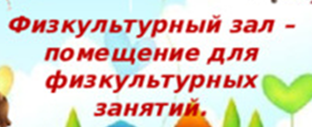 Физкультурный зал –
помещение для
физкультурных
занятий.